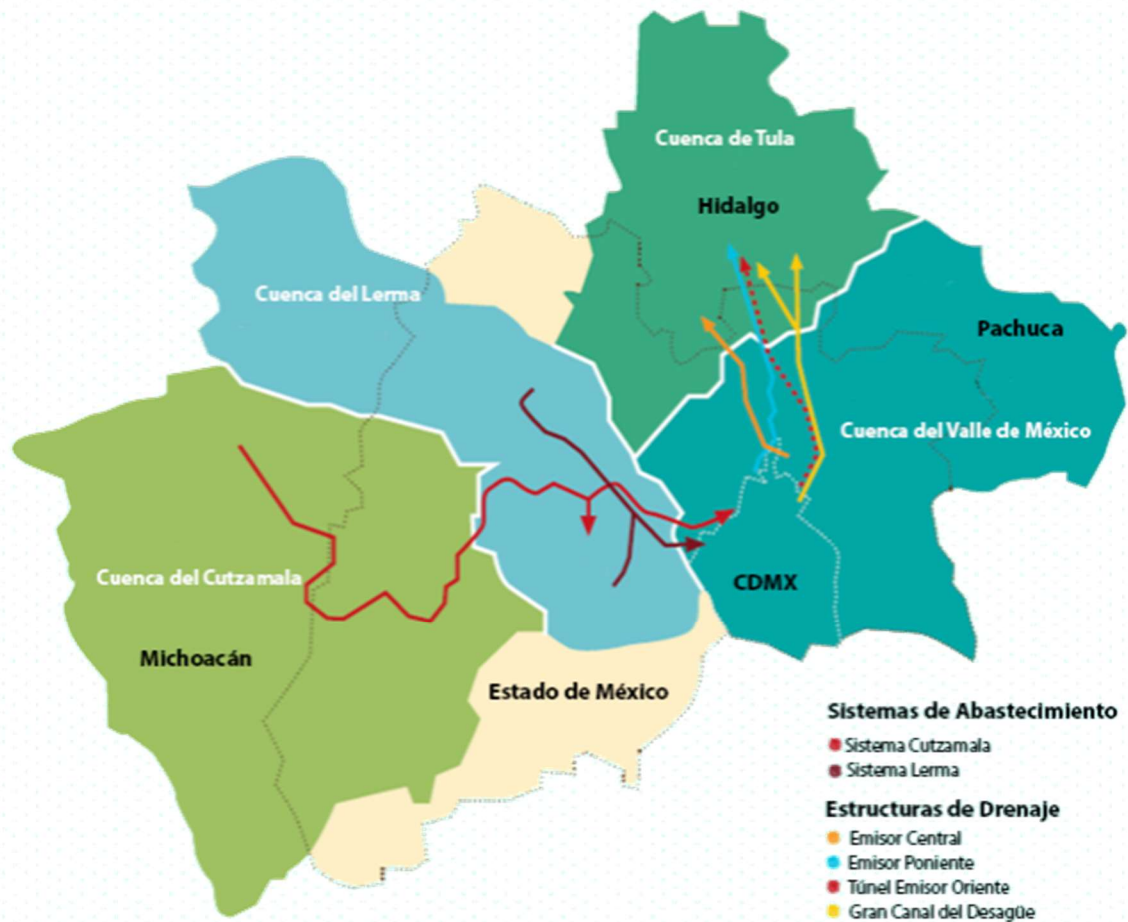 Cuenca de Tula
Hidalgo
Cuenca del Lerma
Pachuca
Cuenca del Valle de México
Cuenca del Cutzamala
CDMX
Michoacán
Estado de México
Sistemas de Abastecimiento
Sistema Cutzamala
Sistema Lerma
Estructuras de Drenaje
Emisor Central
Emisor Poniente
Túnel Emisor Oriente
Gran Canal del Desagüe